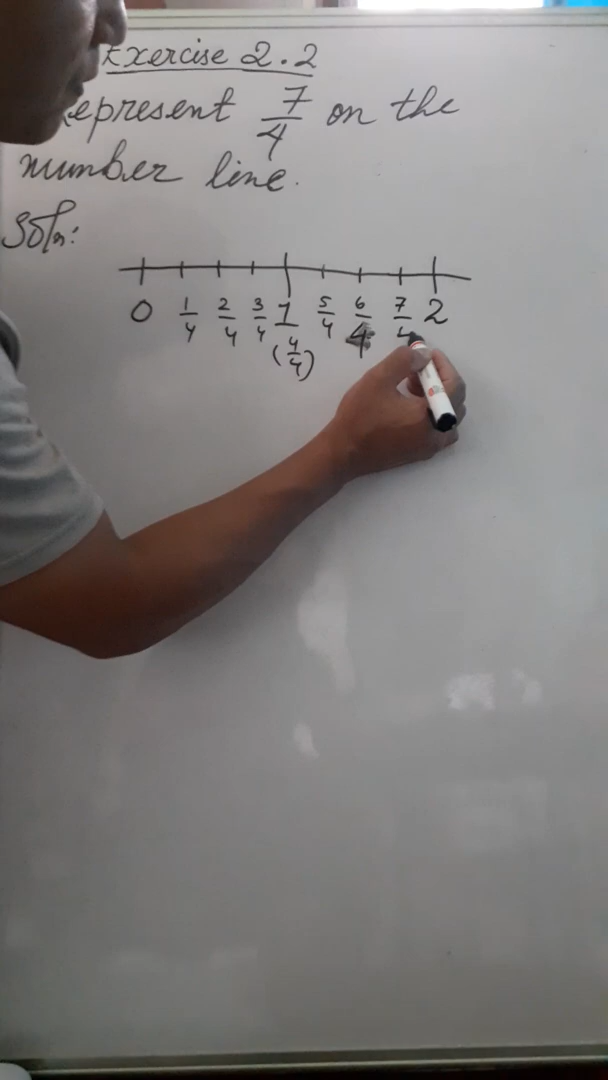 Exercise 2.2
epresent 7/4 on the
number line.
Soln:
0 1/4 2/4 3/4 1 5/4 6/4 7/4 2
(4/4)